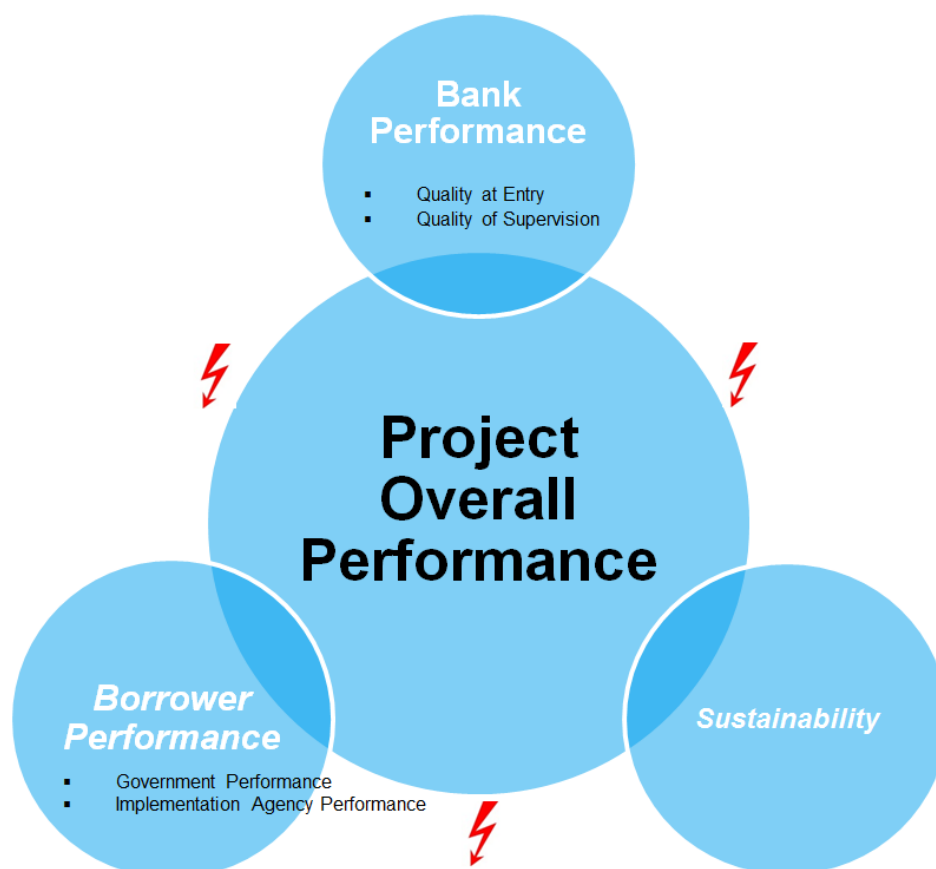 Bank
Performance
▪ Quality at Entry
▪ Quality of Supervision
Project
Overall
Performance
Borrower
Performance
▪ Government Performance
▪ Implementation Agency Performance
Sustainability